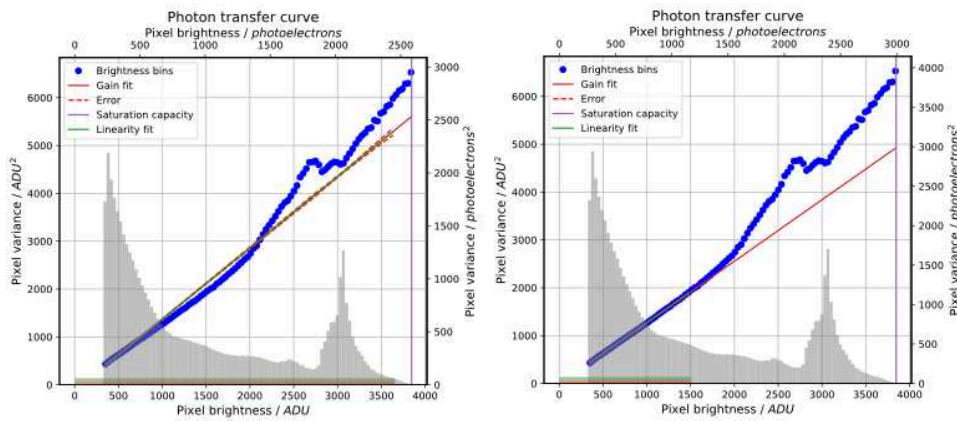 Photon transfer curve
Pixel brightness / photoelectrons
0 500 1000 1500 2000 2500
Brightness bins
Gain fit
Error
Saturation capacity
Linearity fit
6000
5000
4000
3000
2000
1000
0
Pixel variance / ADU²
3000
2500
2000
1500
1000
500
0
Pixel variance / photoelectrons²
0 500 1000 1500 2000 2500 3000 3500 4000
Pixel brightness / ADU
Photon transfer curve
Pixel brightness / photoelectrons
0 500 1000 1500 2000 2500 3000
Brightness bins
Gain fit
Error
Saturation capacity
Linearity fit
6000
5000
4000
3000
2000
1000
0
Pixel variance / ADU²
4000
3500
3000
2500
2000
1500
1000
500
0
Pixel variance / photoelectrons²
0 500 1000 1500 2000 2500 3000 3500 4000
Pixel brightness / ADU